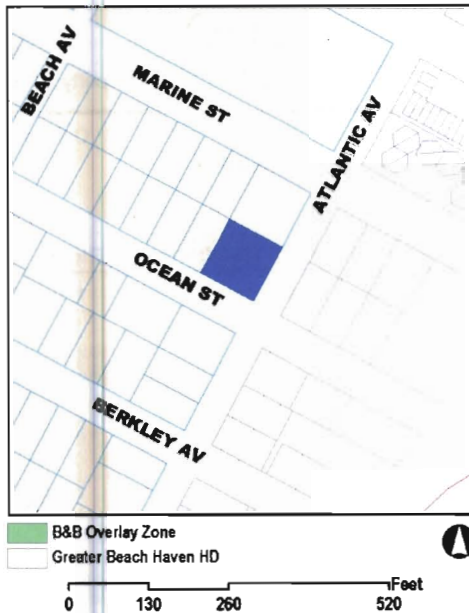 BEACH AV
MARINE ST
ATLANTIC AV
OCEAN ST
BERKLEY AV
B&B Overlay Zone
Greater Beach Haven HD
Feet
0 130 260 520